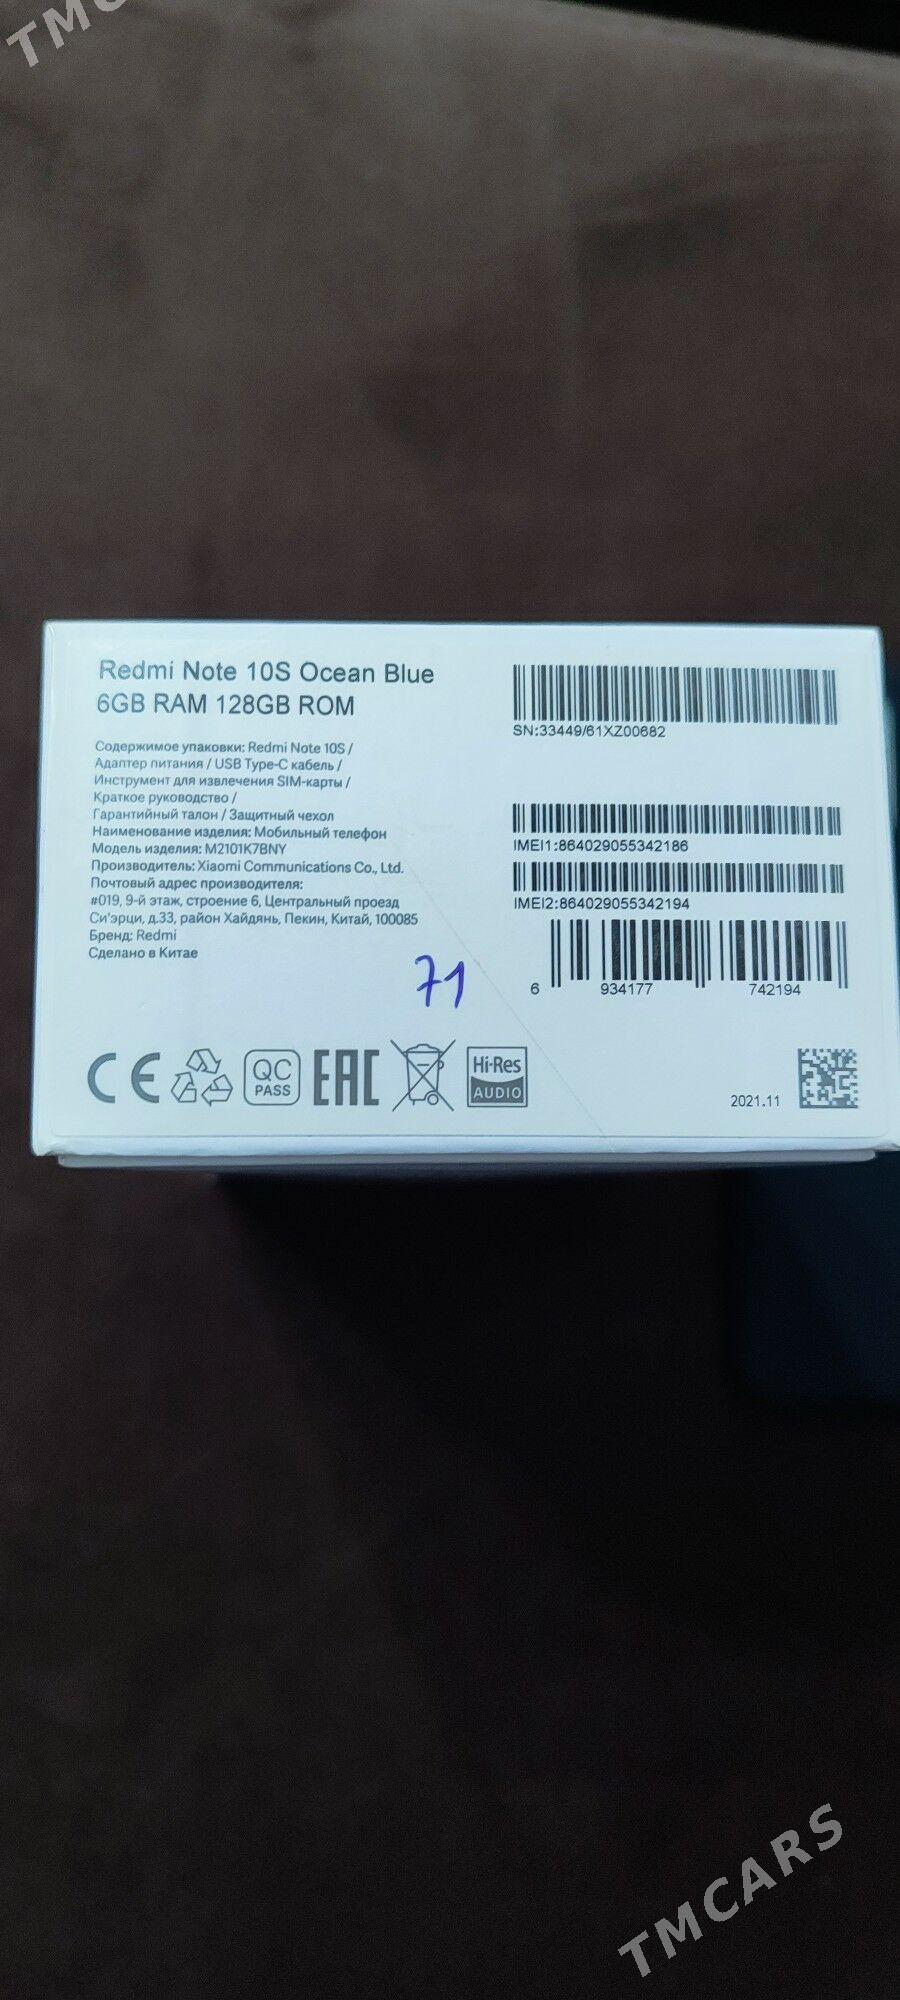 Redmi Note 10S Ocean Blue
6GB RAM 128GB ROM
Содержимое упаковки: Redmi Note 10S /
Адаптер питания / USB Type-C кабель /
Инструмент для извлечения SIM-карты /
Краткое руководство /
Гарантийный талон / Защитный чехол
Наименование изделия: Мобильный телефон
Модель изделия: M2101K7BNY
Производитель: Xiaomi Communications Co., Ltd.
Почтовый адрес производителя:
#019, 9-й этаж, строение 6, Центральный проезд
Си'эрци, д.33, район Хайдянь, Пекин, Китай, 100085
Бренд: Redmi
Сделано в Китае
71
SN:33449/61XZ00682
IMEI1:864029055342186
IMEI2:864029055342194
6 934177 742194
CE
QC PASS
EAC
Hi-Res
AUDIO
2021.11
TMCARS